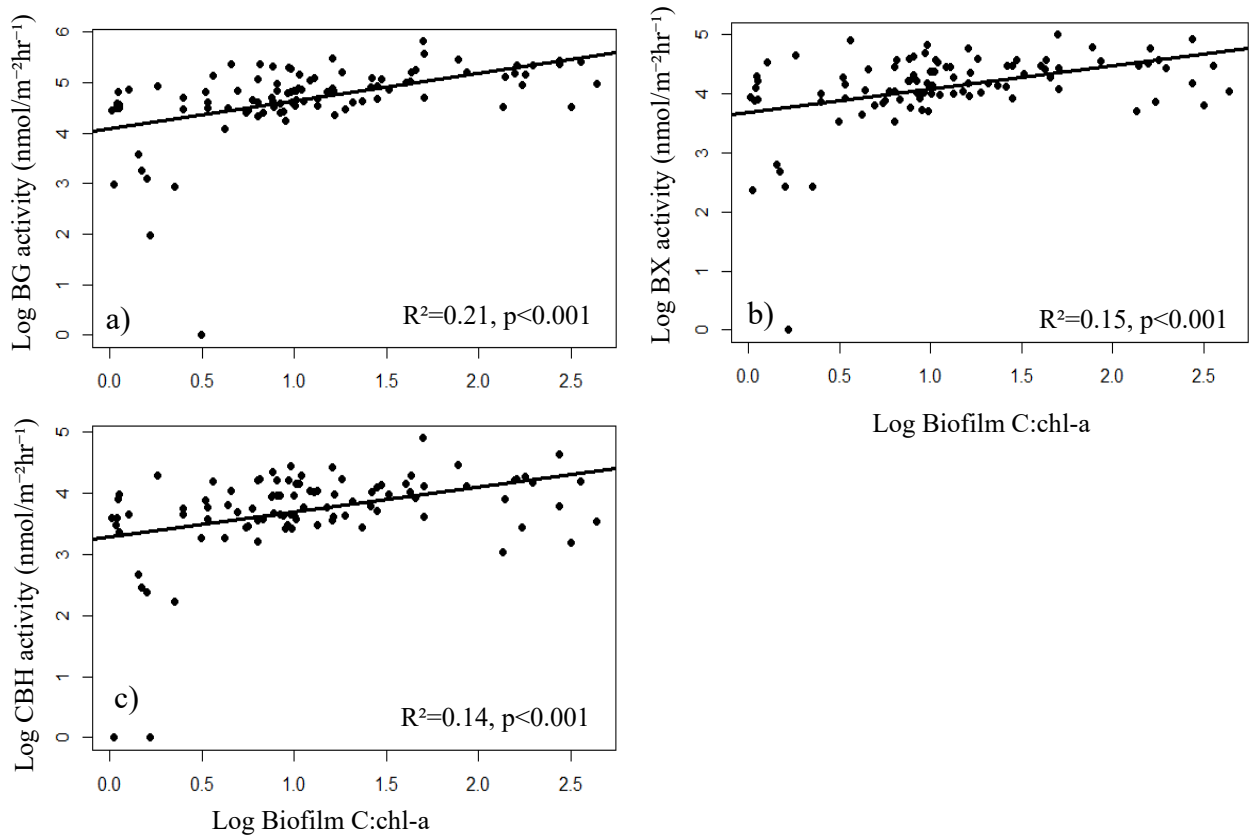 Log BG activity (nmol/m⁻²hr⁻¹)
6
5
4
3
2
1
0
a)
R²=0.21, p<0.001
0.0 0.5 1.0 1.5 2.0 2.5
Log BX activity (nmol/m⁻²hr⁻¹)
5
4
3
2
1
0
b)
R²=0.15, p<0.001
0.0 0.5 1.0 1.5 2.0 2.5
Log Biofilm C:chl-a
Log CBH activity (nmol/m⁻²hr⁻¹)
5
4
3
2
1
0
c)
R²=0.14, p<0.001
0.0 0.5 1.0 1.5 2.0 2.5
Log Biofilm C:chl-a